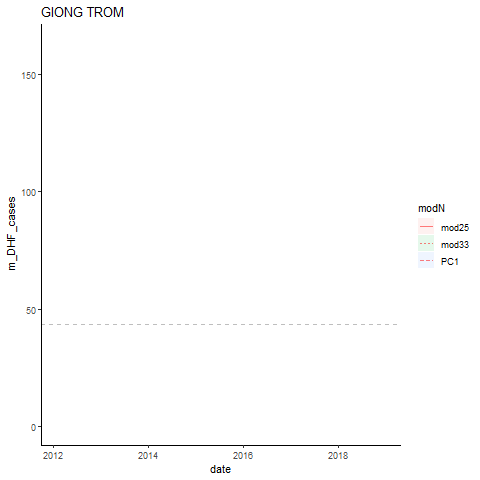 GIONG TROM
150
100
50
0
m_DHF_cases
2012
2014
2016
2018
date
modN
mod25
mod33
PC1